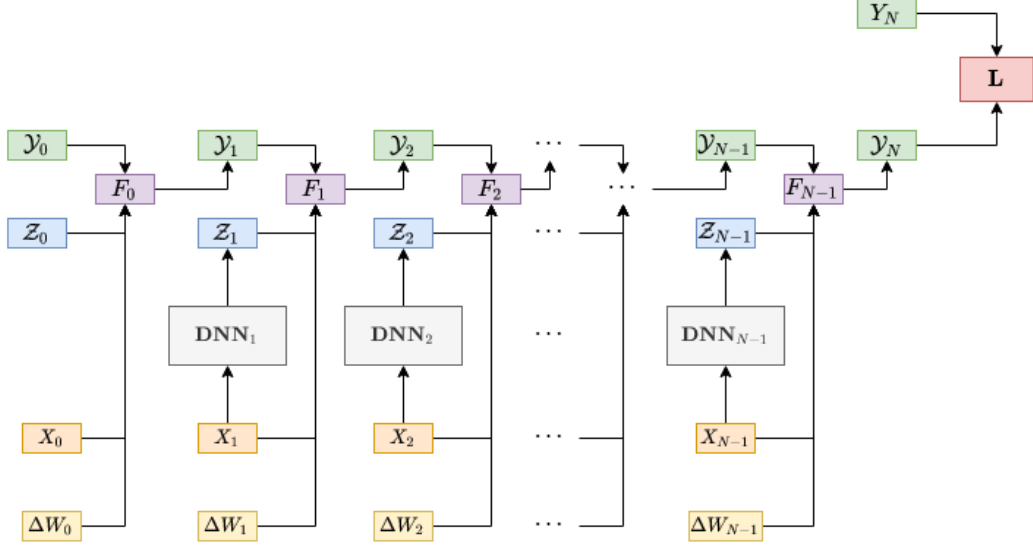 Y_N
L
𝒴_0 𝒴_1 𝒴_2 ⋯ 𝒴_{N−1} 𝒴_N
F_0 F_1 F_2 ⋯ F_{N−1}
𝒵_0 𝒵_1 𝒵_2 ⋯ 𝒵_{N−1}
DNN_1 DNN_2 ⋯ DNN_{N−1}
X_0 X_1 X_2 ⋯ X_{N−1}
ΔW_0 ΔW_1 ΔW_2 ⋯ ΔW_{N−1}